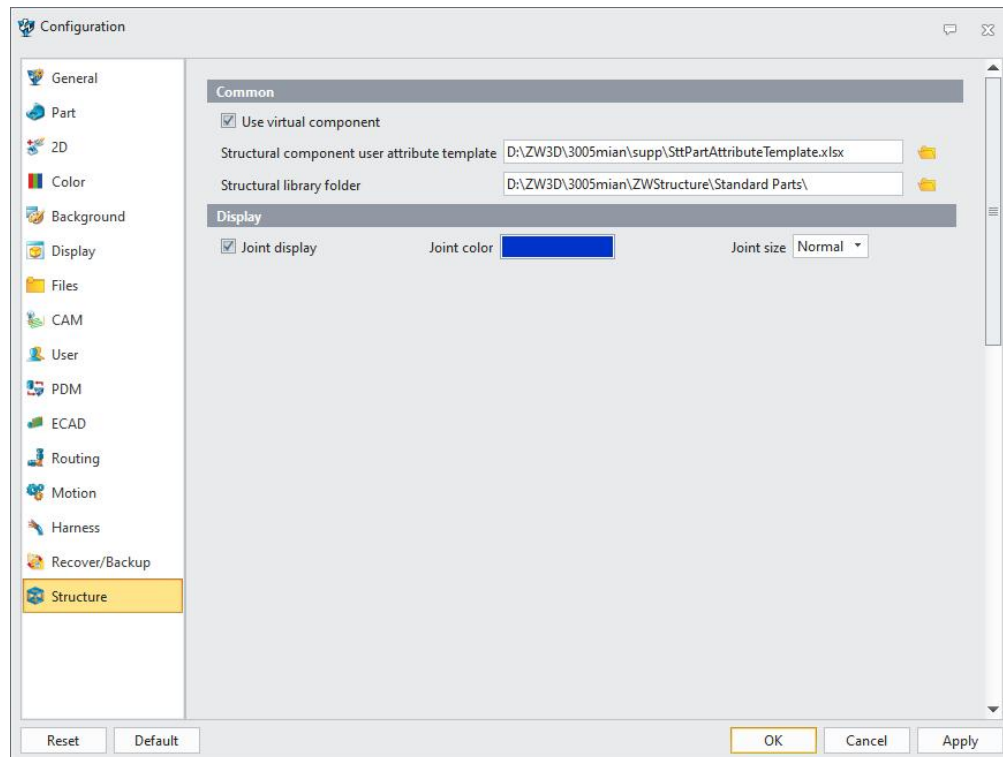 Configuration
General
Part
2D
Color
Background
Display
Files
CAM
User
PDM
ECAD
Routing
Motion
Harness
Recover/Backup
Structure
Common
Use virtual component
Structural component user attribute template D:\ZW3D\3005mian\supp\SttPartAttributeTemplate.xlsx
Structural library folder D:\ZW3D\3005mian\ZWStructure\Standard Parts\
Display
Joint display Joint color Joint size Normal
Reset Default OK Cancel Apply